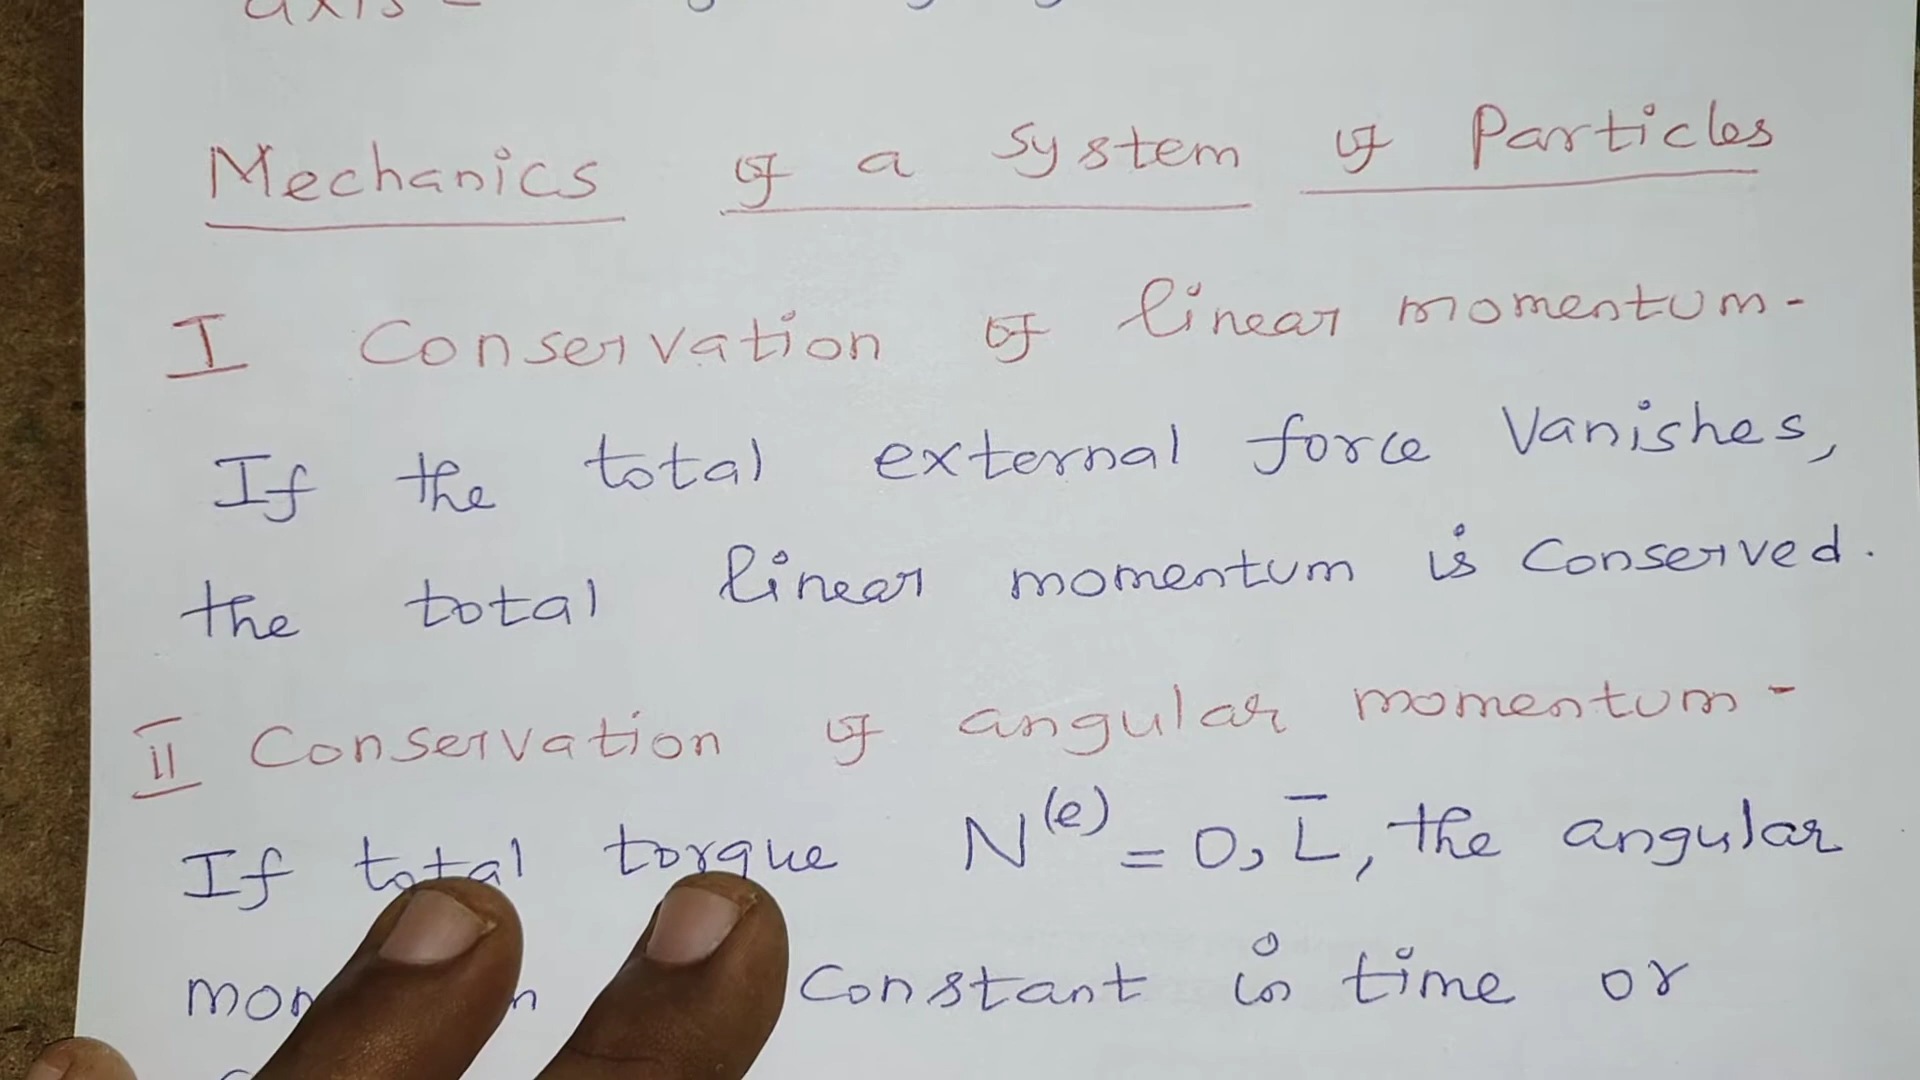 axis -
Mechanics of a System of Particles
I Conservation of linear momentum -
If the total external force Vanishes,
the total linear momentum is Conserved.
II Conservation of angular momentum -
If total torque N^(e) = 0, L̄, the angular
Constant in time or